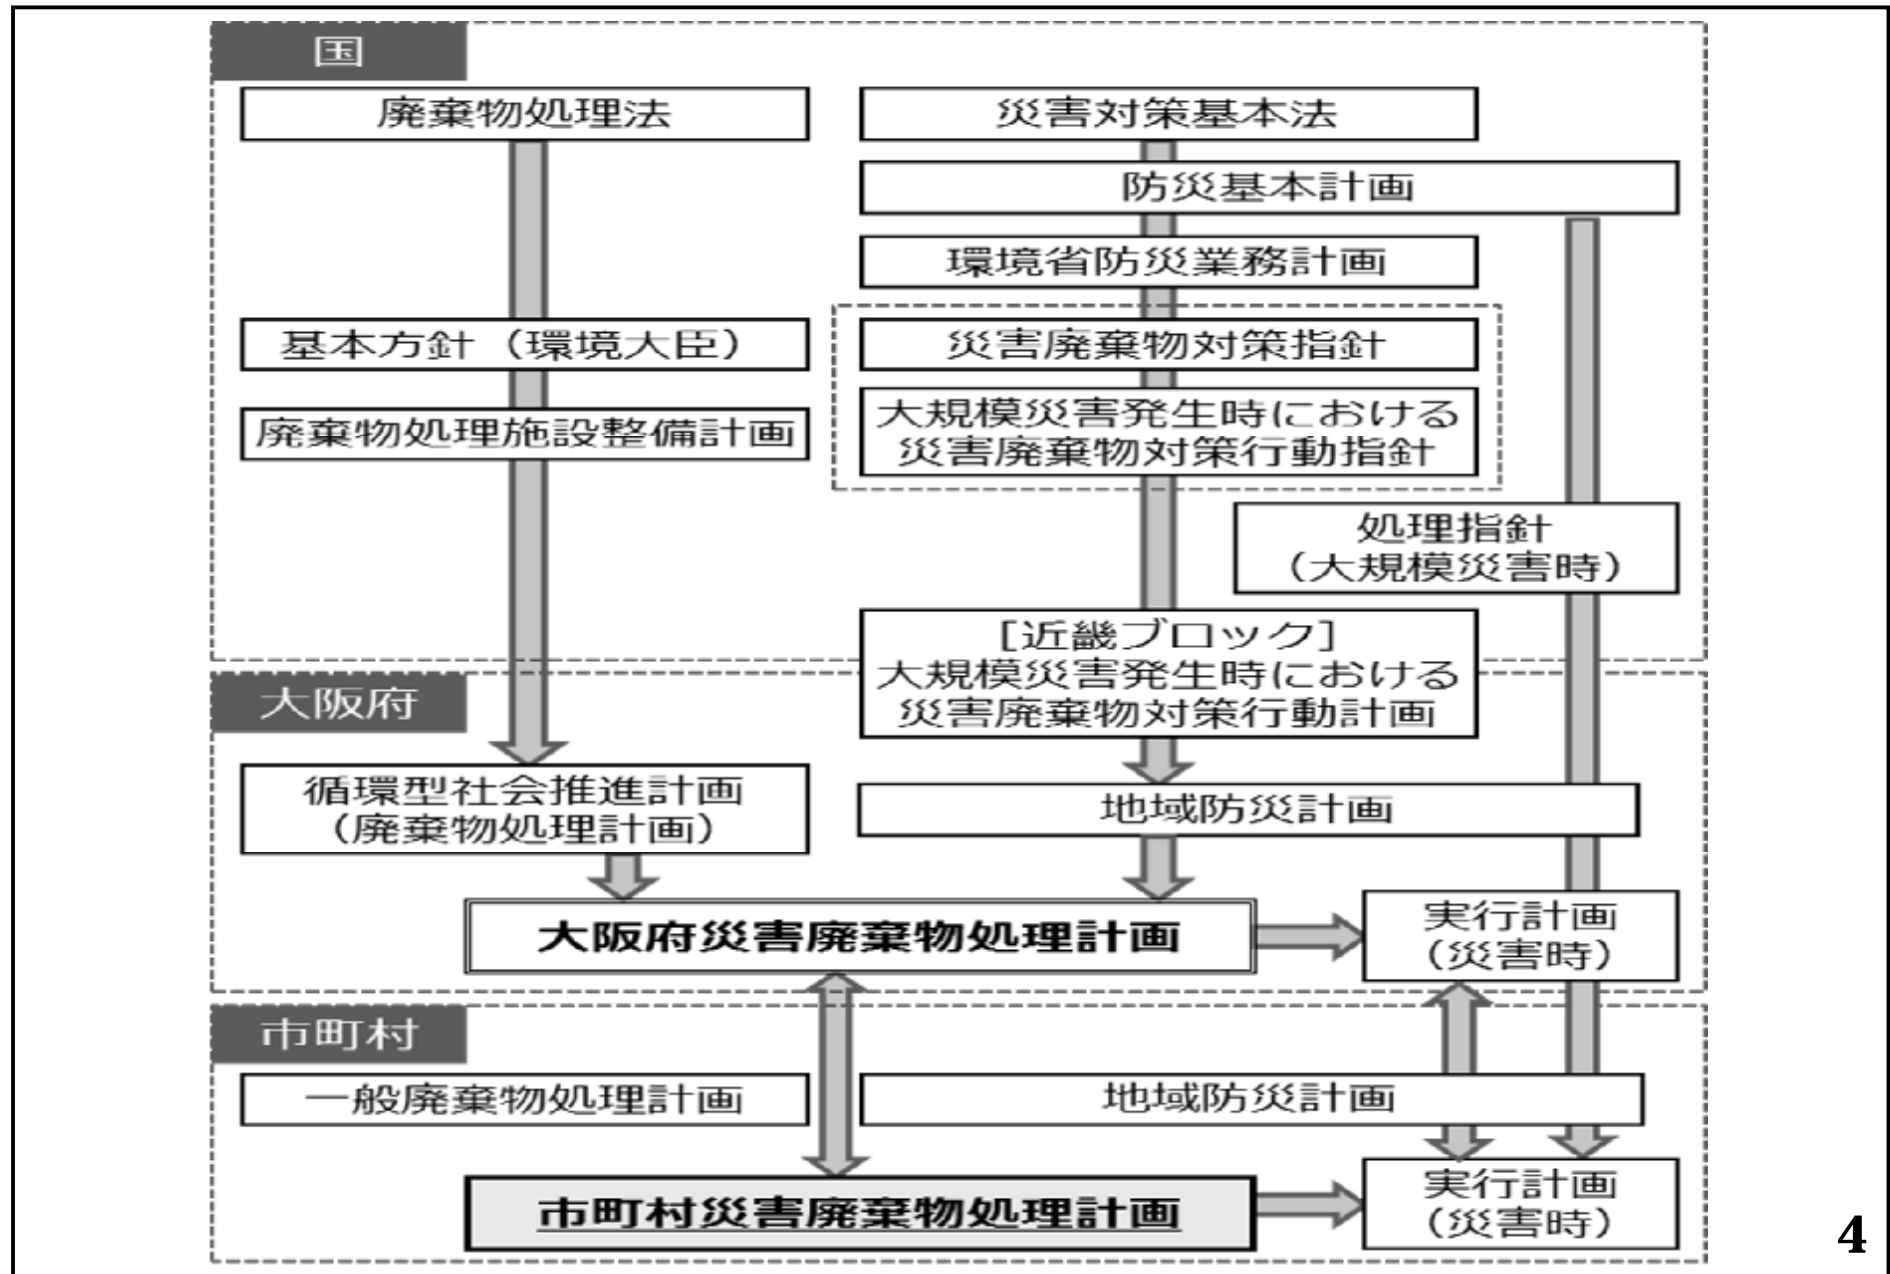 国
廃棄物処理法
災害対策基本法
防災基本計画
環境省防災業務計画
基本方針（環境大臣）
災害廃棄物対策指針
廃棄物処理施設整備計画
大規模災害発生時における
災害廃棄物対策行動指針
処理指針
（大規模災害時）
[近畿ブロック]
大規模災害発生時における
災害廃棄物対策行動計画
大阪府
循環型社会推進計画
（廃棄物処理計画）
地域防災計画
大阪府災害廃棄物処理計画
実行計画
（災害時）
市町村
一般廃棄物処理計画
地域防災計画
市町村災害廃棄物処理計画
実行計画
（災害時）
4